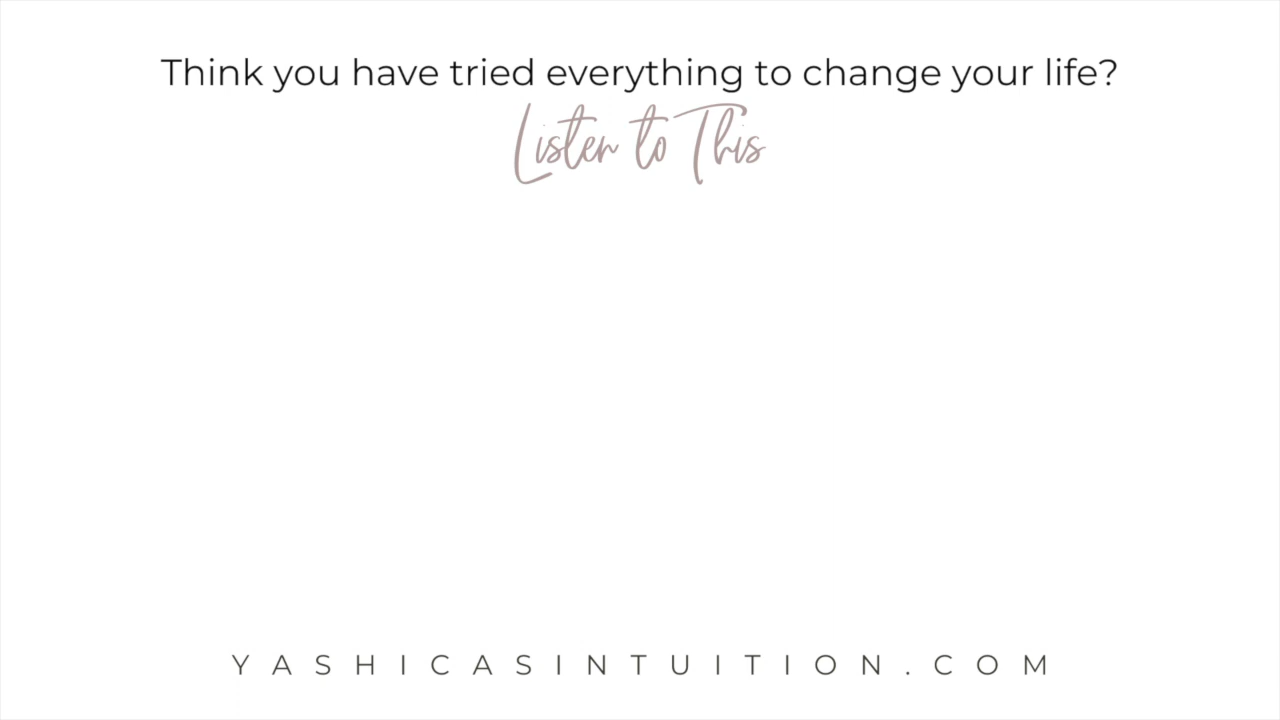 Think you have tried everything to change your life?
Listen to This
YASHICASINTUITION.COM